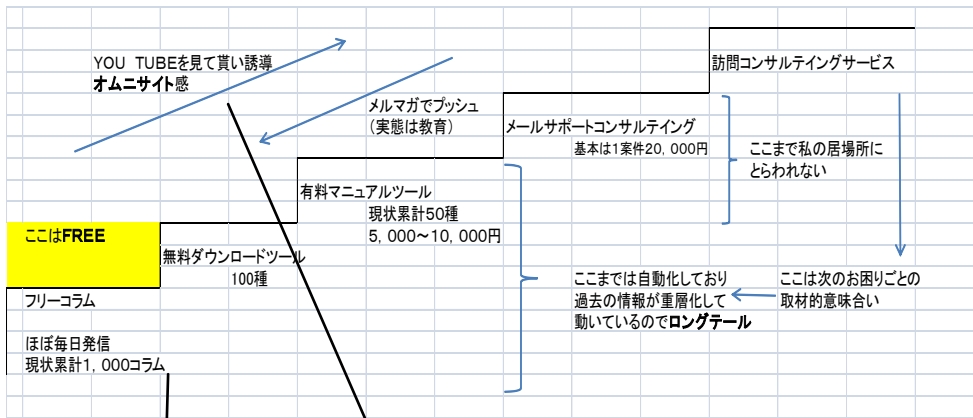 YOU TUBEを見て貰い誘導
オムニサイト感
訪問コンサルテイングサービス
メルマガでプッシュ
（実態は教育）
メールサポートコンサルテイング
基本は1案件20，000円
ここまで私の居場所に
とらわれない
有料マニュアルツール
現状累計50種
5，000～10，000円
ここはFREE
無料ダウンロードツール
100種
ここまでは自動化しており
過去の情報が重層化して
動いているのでロングテール
ここは次のお困りごとの
取材的意味合い
フリーコラム
ほぼ毎日発信
現状累計1，000コラム